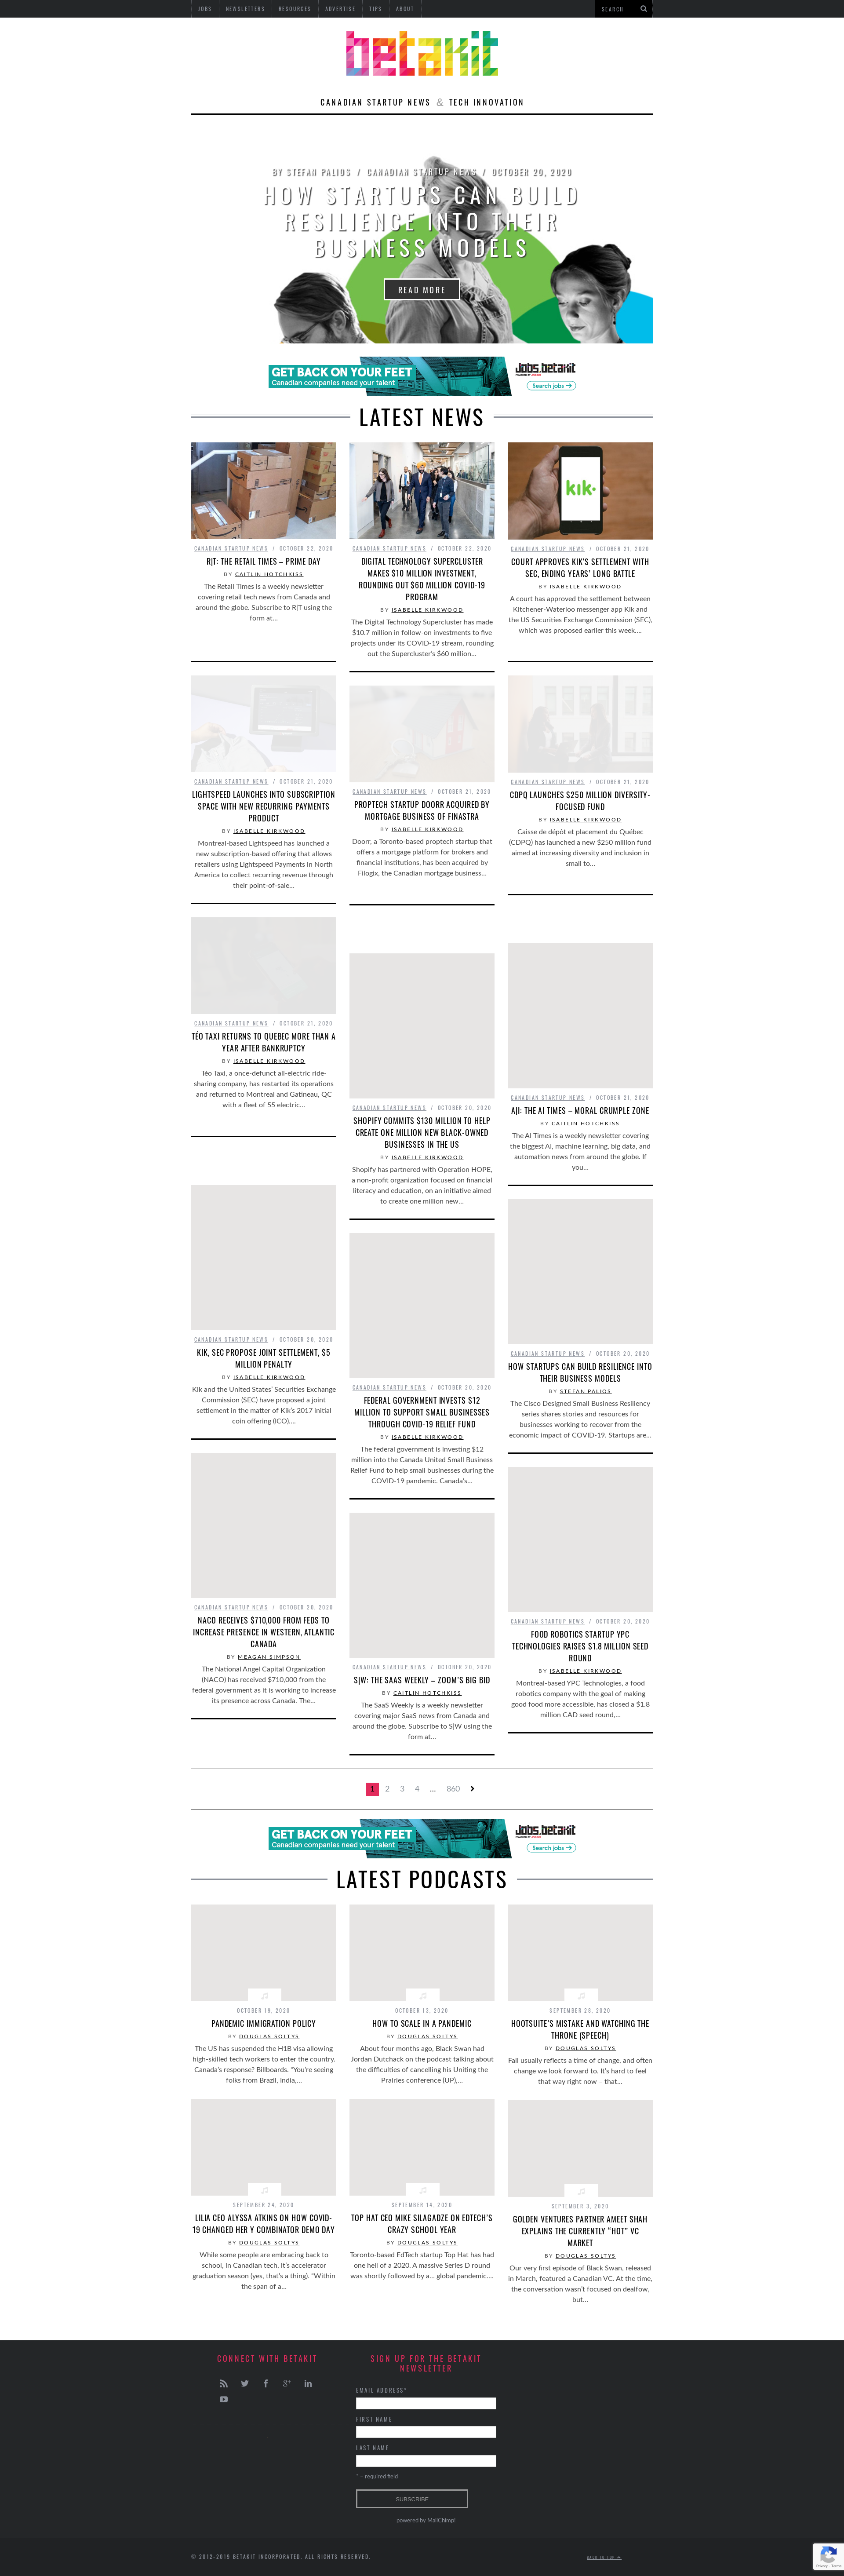 JOBS NEWSLETTERS RESOURCES ADVERTISE TIPS ABOUT SEARCH
betakit
CANADIAN STARTUP NEWS & TECH INNOVATION
BY STEFAN PALIOS / CANADIAN STARTUP NEWS / OCTOBER 20, 2020
HOW STARTUPS CAN BUILD
RESILIENCE INTO THEIR
BUSINESS MODELS
READ MORE
GET BACK ON YOUR FEET
Canadian companies need your talent
Jobs.betakit
Search jobs →
LATEST NEWS
CANADIAN STARTUP NEWS / OCTOBER 22, 2020
R|T: THE RETAIL TIMES – PRIME DAY
BY CAITLIN HOTCHKISS
The Retail Times is a weekly newsletter
covering retail tech news from Canada and
around the globe. Subscribe to R|T using the
form at...
CANADIAN STARTUP NEWS / OCTOBER 22, 2020
DIGITAL TECHNOLOGY SUPERCLUSTER
MAKES $10 MILLION INVESTMENT,
ROUNDING OUT $60 MILLION COVID-19
PROGRAM
BY ISABELLE KIRKWOOD
The Digital Technology Supercluster has made
$10.7 million in follow-on investments to five
projects under its COVID-19 stream, rounding
out the Supercluster's $60 million...
kik
CANADIAN STARTUP NEWS / OCTOBER 21, 2020
COURT APPROVES KIK'S SETTLEMENT WITH
SEC, ENDING YEARS' LONG BATTLE
BY ISABELLE KIRKWOOD
A court has approved the settlement between
Kitchener-Waterloo messenger app Kik and
the US Securities Exchange Commission (SEC),
which was proposed earlier this week....
CANADIAN STARTUP NEWS / OCTOBER 21, 2020
LIGHTSPEED LAUNCHES INTO SUBSCRIPTION
SPACE WITH NEW RECURRING PAYMENTS
PRODUCT
BY ISABELLE KIRKWOOD
Montreal-based Lightspeed has launched a
new subscription-based offering that allows
retailers using Lightspeed Payments in North
America to collect recurring revenue through
their point-of-sale...
CANADIAN STARTUP NEWS / OCTOBER 21, 2020
PROPTECH STARTUP DOORR ACQUIRED BY
MORTGAGE BUSINESS OF FINASTRA
BY ISABELLE KIRKWOOD
Doorr, a Toronto-based proptech startup that
offers a mortgage platform for brokers and
financial institutions, has been acquired by
Filogix, the Canadian mortgage business...
CANADIAN STARTUP NEWS / OCTOBER 21, 2020
CDPQ LAUNCHES $250 MILLION DIVERSITY-
FOCUSED FUND
BY ISABELLE KIRKWOOD
Caisse de dépôt et placement du Québec
(CDPQ) has launched a new $250 million fund
aimed at increasing diversity and inclusion in
small to...
CANADIAN STARTUP NEWS / OCTOBER 21, 2020
TÉO TAXI RETURNS TO QUEBEC MORE THAN A
YEAR AFTER BANKRUPTCY
BY ISABELLE KIRKWOOD
Téo Taxi, a once-defunct all-electric ride-
sharing company, has restarted its operations
and returned to Montreal and Gatineau, QC
with a fleet of 55 electric...
CANADIAN STARTUP NEWS / OCTOBER 20, 2020
SHOPIFY COMMITS $130 MILLION TO HELP
CREATE ONE MILLION NEW BLACK-OWNED
BUSINESSES IN THE US
BY ISABELLE KIRKWOOD
Shopify has partnered with Operation HOPE,
a non-profit organization focused on financial
literacy and education, on an initiative aimed
to create one million new...
CANADIAN STARTUP NEWS / OCTOBER 21, 2020
A|I: THE AI TIMES – MORAL CRUMPLE ZONE
BY CAITLIN HOTCHKISS
The AI Times is a weekly newsletter covering
the biggest AI, machine learning, big data, and
automation news from around the globe. If
you...
CANADIAN STARTUP NEWS / OCTOBER 20, 2020
KIK, SEC PROPOSE JOINT SETTLEMENT, $5
MILLION PENALTY
BY ISABELLE KIRKWOOD
Kik and the United States' Securities Exchange
Commission (SEC) have proposed a joint
settlement in the matter of Kik's 2017 initial
coin offering (ICO)....
CANADIAN STARTUP NEWS / OCTOBER 20, 2020
FEDERAL GOVERNMENT INVESTS $12
MILLION TO SUPPORT SMALL BUSINESSES
THROUGH COVID-19 RELIEF FUND
BY ISABELLE KIRKWOOD
The federal government is investing $12
million into the Canada United Small Business
Relief Fund to help small businesses during the
COVID-19 pandemic. Canada's...
CANADIAN STARTUP NEWS / OCTOBER 20, 2020
HOW STARTUPS CAN BUILD RESILIENCE INTO
THEIR BUSINESS MODELS
BY STEFAN PALIOS
The Cisco Designed Small Business Resiliency
series shares stories and resources for
businesses working to recover from the
economic impact of COVID-19. Startups are...
CANADIAN STARTUP NEWS / OCTOBER 20, 2020
NACO RECEIVES $710,000 FROM FEDS TO
INCREASE PRESENCE IN WESTERN, ATLANTIC
CANADA
BY MEAGAN SIMPSON
The National Angel Capital Organization
(NACO) has received $710,000 from the
federal government as it is working to increase
its presence across Canada. The...
CANADIAN STARTUP NEWS / OCTOBER 20, 2020
S|W: THE SAAS WEEKLY – ZOOM'S BIG BID
BY CAITLIN HOTCHKISS
The SaaS Weekly is a weekly newsletter
covering major SaaS news from Canada and
around the globe. Subscribe to S|W using the
form at...
CANADIAN STARTUP NEWS / OCTOBER 20, 2020
FOOD ROBOTICS STARTUP YPC
TECHNOLOGIES RAISES $1.8 MILLION SEED
ROUND
BY ISABELLE KIRKWOOD
Montreal-based YPC Technologies, a food
robotics company with the goal of making
good food more accessible, has closed a $1.8
million CAD seed round,...
1 2 3 4 ... 860
GET BACK ON YOUR FEET
Canadian companies need your talent
Jobs.betakit
Search jobs →
LATEST PODCASTS
OCTOBER 19, 2020
PANDEMIC IMMIGRATION POLICY
BY DOUGLAS SOLTYS
The US has suspended the H1B visa allowing
high-skilled tech workers to enter the country.
Canada's response? Billboards. "You're seeing
folks from Brazil, India,...
OCTOBER 13, 2020
HOW TO SCALE IN A PANDEMIC
BY DOUGLAS SOLTYS
About four months ago, Black Swan had
Jordan Dutchack on the podcast talking about
the difficulties of cancelling his Uniting the
Prairies conference (UP),...
SEPTEMBER 28, 2020
HOOTSUITE'S MISTAKE AND WATCHING THE
THRONE (SPEECH)
BY DOUGLAS SOLTYS
Fall usually reflects a time of change, and often
change we look forward to. It's hard to feel
that way right now – that...
SEPTEMBER 24, 2020
LILIA CEO ALYSSA ATKINS ON HOW COVID-
19 CHANGED HER Y COMBINATOR DEMO DAY
BY DOUGLAS SOLTYS
While some people are embracing back to
school, in Canadian tech, it's accelerator
graduation season (yes, that's a thing). "Within
the span of a...
SEPTEMBER 14, 2020
TOP HAT CEO MIKE SILAGADZE ON EDTECH'S
CRAZY SCHOOL YEAR
BY DOUGLAS SOLTYS
Toronto-based EdTech startup Top Hat has had
one hell of a 2020. A massive Series D round
was shortly followed by a... global pandemic....
SEPTEMBER 3, 2020
GOLDEN VENTURES PARTNER AMEET SHAH
EXPLAINS THE CURRENTLY "HOT" VC
MARKET
BY DOUGLAS SOLTYS
Our very first episode of Black Swan, released
in March, featured a Canadian VC. At the time,
the conversation wasn't focused on dealflow,
but...
CONNECT WITH BETAKIT
SIGN UP FOR THE BETAKIT
NEWSLETTER
EMAIL ADDRESS*
FIRST NAME
LAST NAME
* = required field
SUBSCRIBE
powered by MailChimp!
© 2012-2019 BETAKIT INCORPORATED. ALL RIGHTS RESERVED.
BACK TO TOP
Privacy - Terms